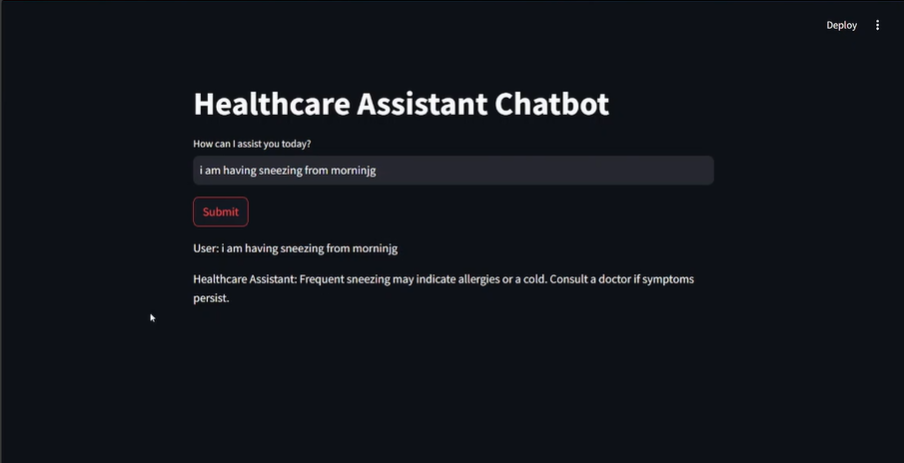 Deploy
Healthcare Assistant Chatbot
How can I assist you today?
i am having sneezing from morninjg
Submit
User: i am having sneezing from morninjg
Healthcare Assistant: Frequent sneezing may indicate allergies or a cold. Consult a doctor if symptoms
persist.